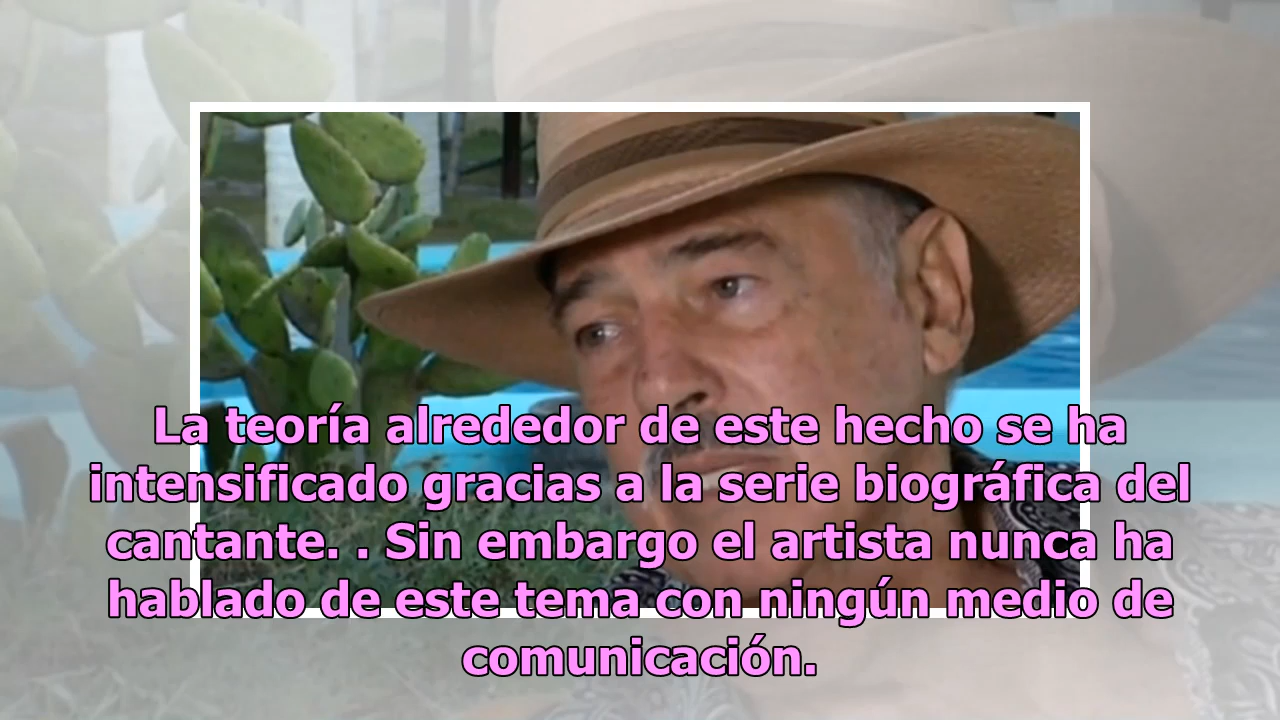 La teoría alrededor de este hecho se ha
intensificado gracias a la serie biográfica del
cantante. . Sin embargo el artista nunca ha
hablado de este tema con ningún medio de
comunicación.